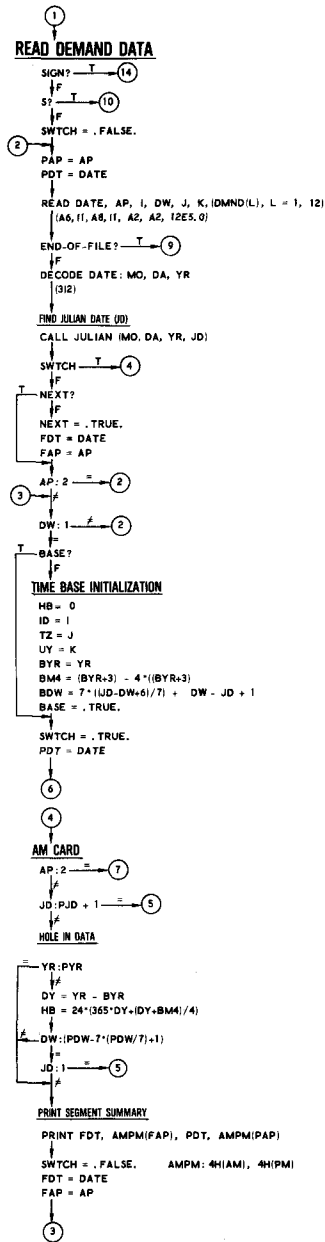 1
READ DEMAND DATA
SIGN? T 14
F
S? T 10
F
SWTCH = .FALSE.
2
PAP = AP
PDT = DATE
READ DATE, AP, I, DW, J, K, (DMND(L), L = 1, 12)
(A6, I1, A8, I1, A2, A2, 12E5.0)
END-OF-FILE? T 9
F
DECODE DATE: MO, DA, YR
(3I2)
FIND JULIAN DATE (JD)
CALL JULIAN (MO, DA, YR, JD)
SWTCH T 4
F
T NEXT?
F
NEXT = .TRUE.
FDT = DATE
FAP = AP
AP:2 = 2
3 ≠
DW:1 ≠ 2
=
T BASE?
F
TIME BASE INITIALIZATION
HB = 0
ID = I
TZ = J
UY = K
BYR = YR
BM4 = (BYR+3) - 4*((BYR+3)
BDW = 7*((JD-DW+6)/7) + DW - JD + 1
BASE = .TRUE.
SWTCH = .TRUE.
PDT = DATE
6
4
AM CARD
AP:2 = 7
≠
JD:PJD + 1 = 5
≠
HOLE IN DATA
= YR:PYR
≠
DY = YR - BYR
HB = 24*(365*DY+(DY+BM4)/4)
≠ DW:(PDW-7*(PDW/7)+1)
=
JD:1 = 5
≠
PRINT SEGMENT SUMMARY
PRINT FDT, AMPM(FAP), PDT, AMPM(PAP)
SWTCH = .FALSE. AMPM: 4H(AM), 4H(PM)
FDT = DATE
FAP = AP
3